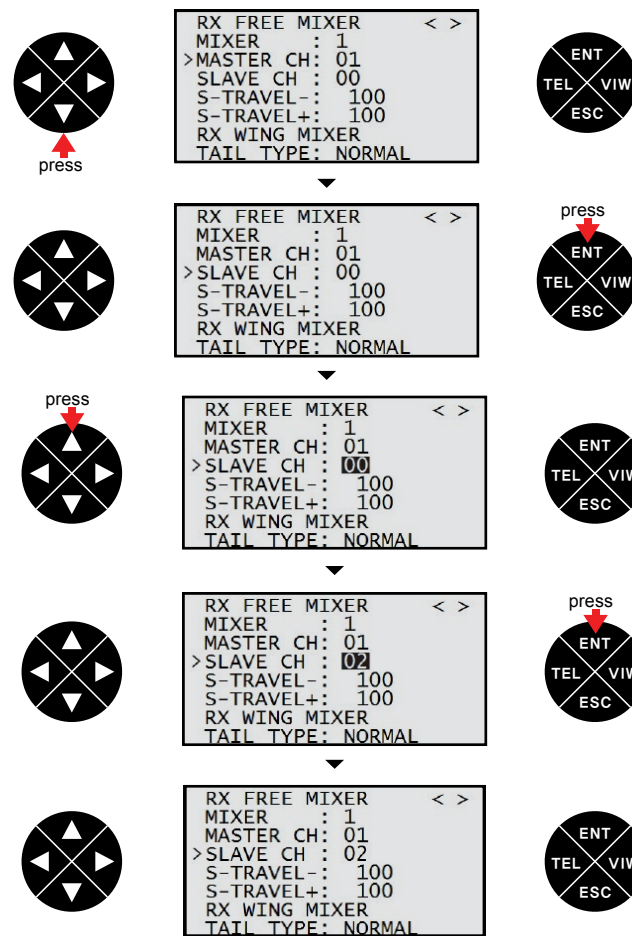 RX FREE MIXER < >
MIXER : 1
>MASTER CH: 01
SLAVE CH : 00
S-TRAVEL-: 100
S-TRAVEL+: 100
RX WING MIXER
TAIL TYPE: NORMAL
ENT
TEL VIW
ESC
press
RX FREE MIXER < >
MIXER : 1
MASTER CH: 01
>SLAVE CH : 00
S-TRAVEL-: 100
S-TRAVEL+: 100
RX WING MIXER
TAIL TYPE: NORMAL
press
ENT
TEL VIW
ESC
press
RX FREE MIXER < >
MIXER : 1
MASTER CH: 01
>SLAVE CH : 00
S-TRAVEL-: 100
S-TRAVEL+: 100
RX WING MIXER
TAIL TYPE: NORMAL
ENT
TEL VIW
ESC
RX FREE MIXER < >
MIXER : 1
MASTER CH: 01
>SLAVE CH : 02
S-TRAVEL-: 100
S-TRAVEL+: 100
RX WING MIXER
TAIL TYPE: NORMAL
press
ENT
TEL VIW
ESC
RX FREE MIXER < >
MIXER : 1
MASTER CH: 01
>SLAVE CH : 02
S-TRAVEL-: 100
S-TRAVEL+: 100
RX WING MIXER
TAIL TYPE: NORMAL
ENT
TEL VIW
ESC